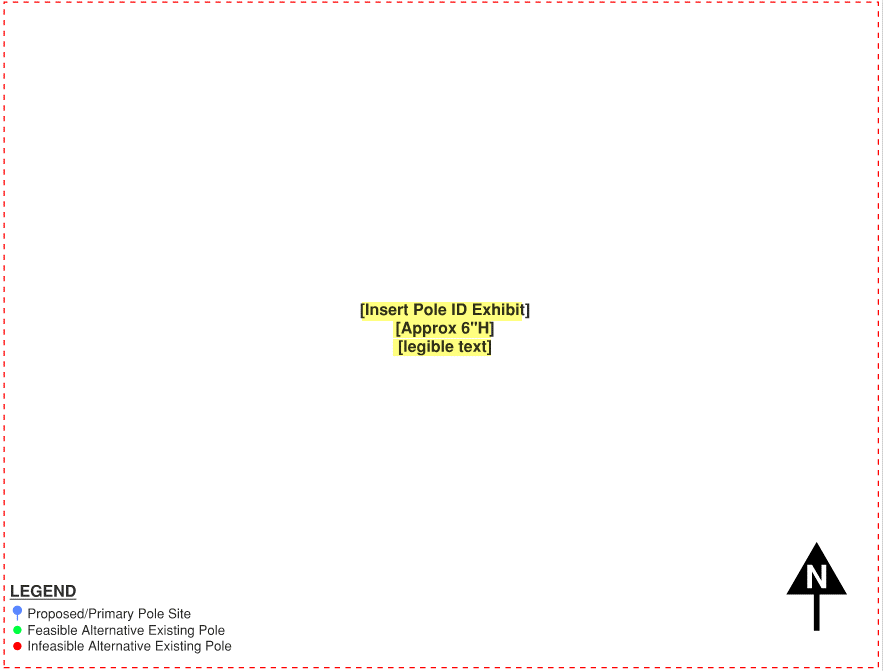 [Insert Pole ID Exhibit]
[Approx 6"H]
[legible text]
N
LEGEND
Proposed/Primary Pole Site
Feasible Alternative Existing Pole
Infeasible Alternative Existing Pole